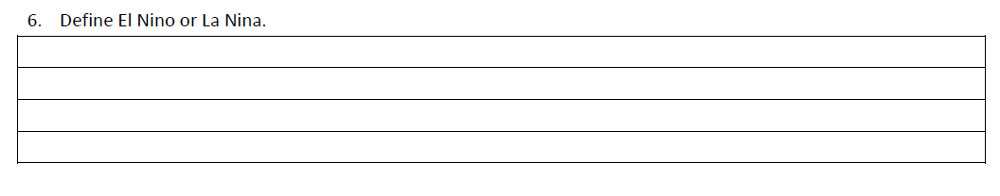 6. Define El Nino or La Nina.